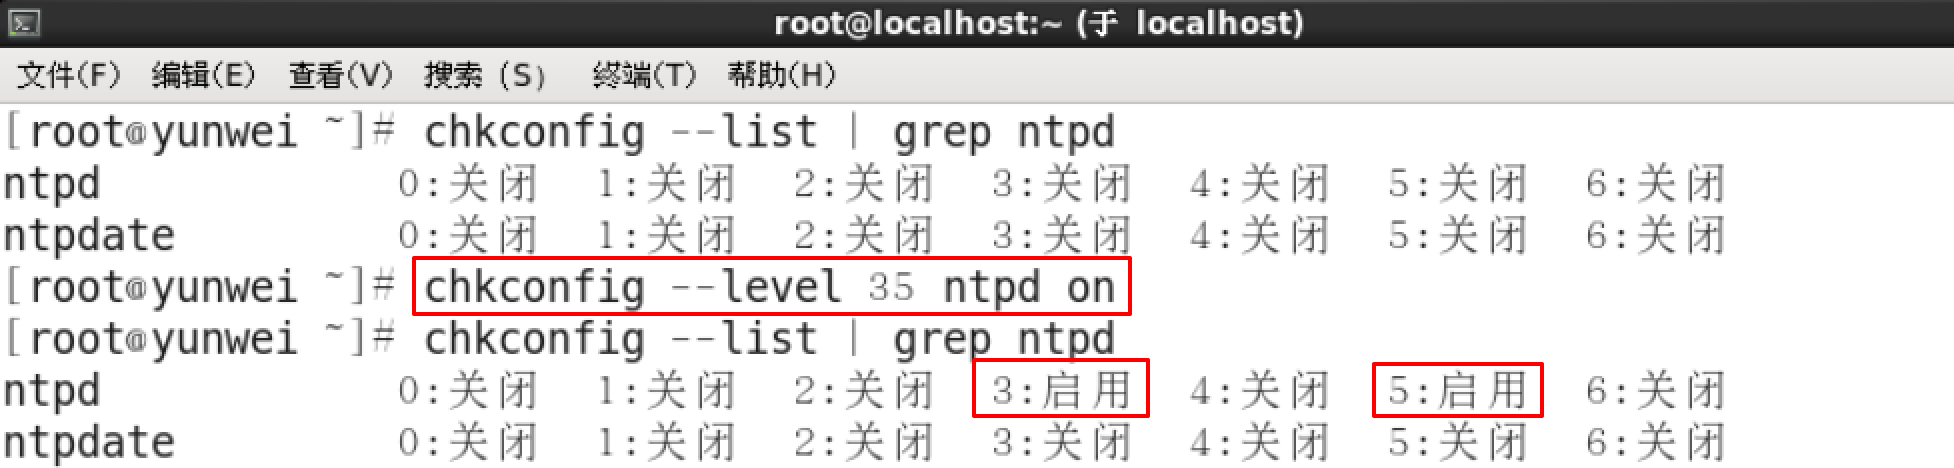 root@localhost:~ (于 localhost)
文件(F) 编辑(E) 查看(V) 搜索 (S) 终端(T) 帮助(H)
[root@yunwei ~]# chkconfig --list | grep ntpd
ntpd 0:关闭 1:关闭 2:关闭 3:关闭 4:关闭 5:关闭 6:关闭
ntpdate 0:关闭 1:关闭 2:关闭 3:关闭 4:关闭 5:关闭 6:关闭
[root@yunwei ~]# chkconfig --level 35 ntpd on
[root@yunwei ~]# chkconfig --list | grep ntpd
ntpd 0:关闭 1:关闭 2:关闭 3:启用 4:关闭 5:启用 6:关闭
ntpdate 0:关闭 1:关闭 2:关闭 3:关闭 4:关闭 5:关闭 6:关闭